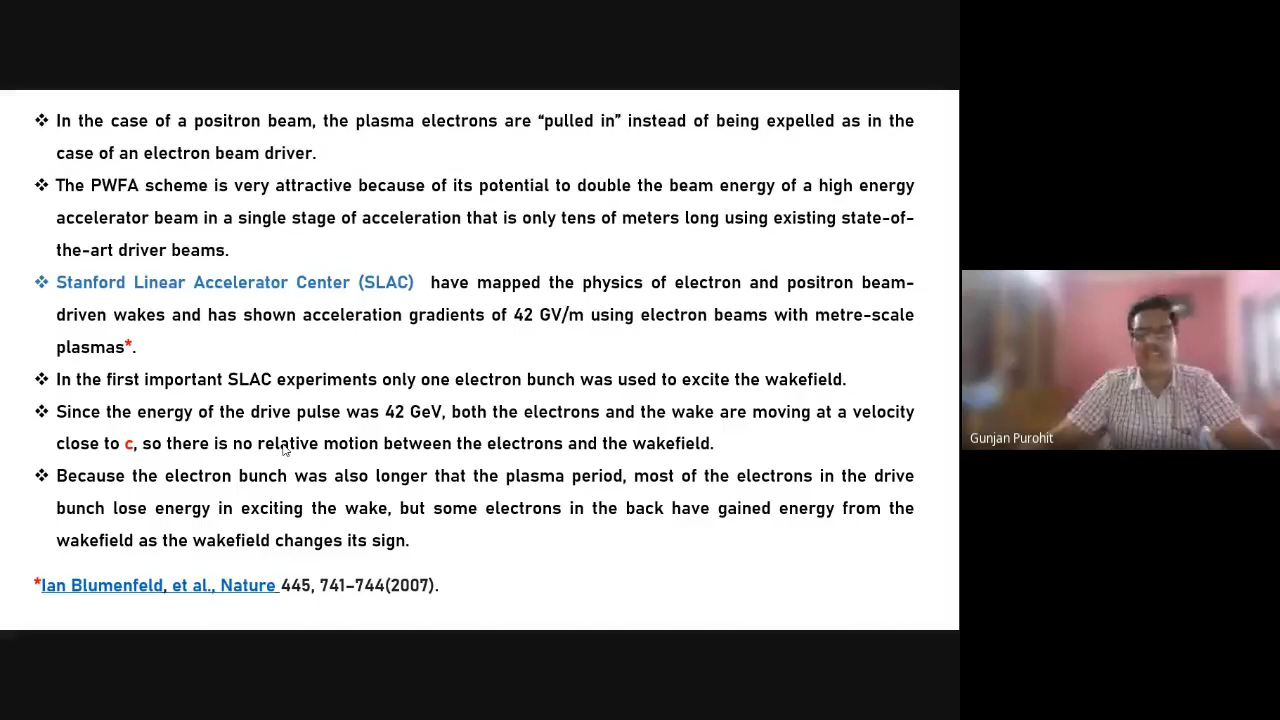 ❖ In the case of a positron beam, the plasma electrons are “pulled in” instead of being expelled as in the
case of an electron beam driver.
❖ The PWFA scheme is very attractive because of its potential to double the beam energy of a high energy
accelerator beam in a single stage of acceleration that is only tens of meters long using existing state-of-
the-art driver beams.
❖ Stanford Linear Accelerator Center (SLAC) have mapped the physics of electron and positron beam-
driven wakes and has shown acceleration gradients of 42 GV/m using electron beams with metre-scale
plasmas*.
❖ In the first important SLAC experiments only one electron bunch was used to excite the wakefield.
❖ Since the energy of the drive pulse was 42 GeV, both the electrons and the wake are moving at a velocity
close to c, so there is no relative motion between the electrons and the wakefield.
❖ Because the electron bunch was also longer that the plasma period, most of the electrons in the drive
bunch lose energy in exciting the wake, but some electrons in the back have gained energy from the
wakefield as the wakefield changes its sign.
*Ian Blumenfeld, et al., Nature 445, 741–744(2007).
Gunjan Purohit